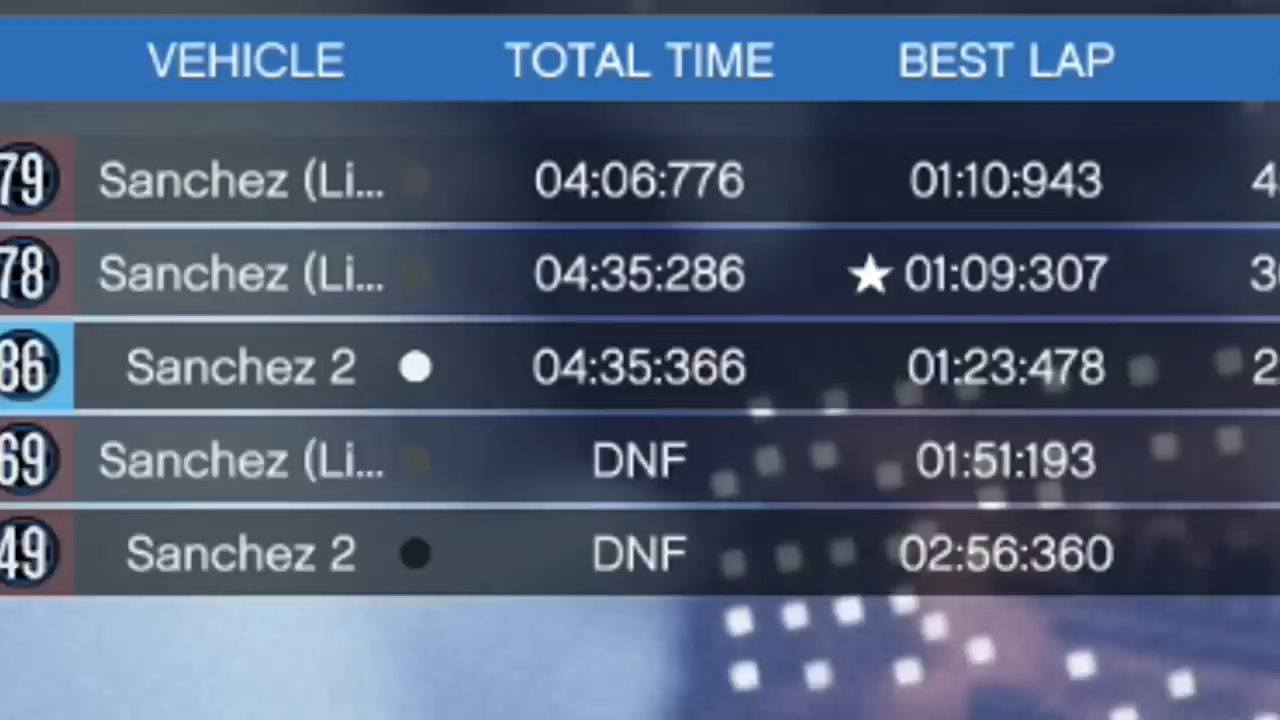 VEHICLE TOTAL TIME BEST LAP
79 Sanchez (Li... 04:06:776 01:10:943 4
78 Sanchez (Li... 04:35:286 ★ 01:09:307
86 Sanchez 2 04:35:366 01:23:478 2
69 Sanchez (Li... DNF 01:51:193
49 Sanchez 2 DNF 02:56:360